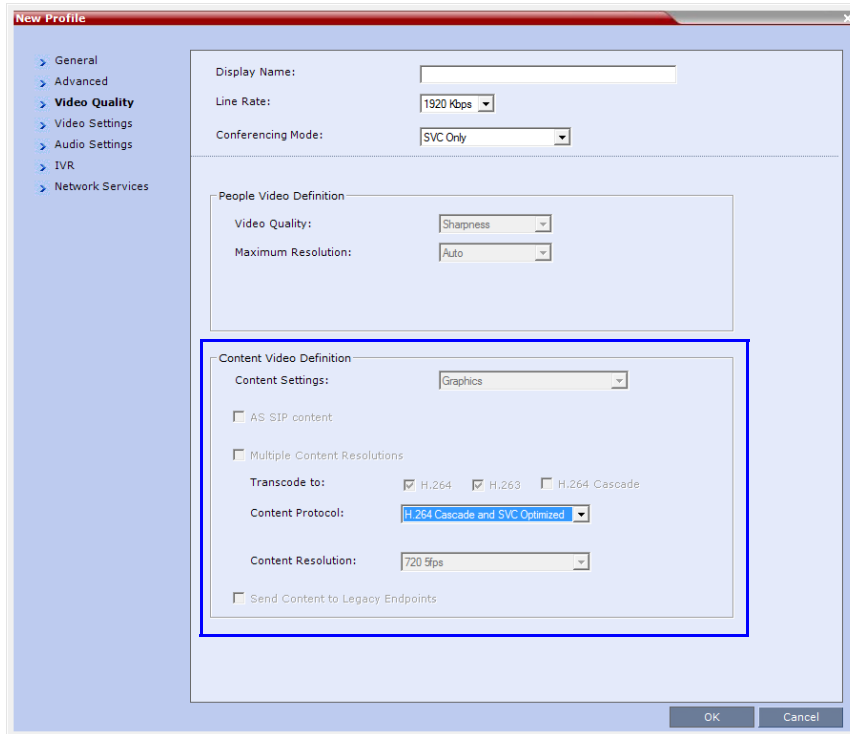 New Profile
General
Advanced
Video Quality
Video Settings
Audio Settings
IVR
Network Services
Display Name:
Line Rate: 1920 Kbps
Conferencing Mode: SVC Only
People Video Definition
Video Quality: Sharpness
Maximum Resolution: Auto
Content Video Definition
Content Settings: Graphics
AS SIP content
Multiple Content Resolutions
Transcode to: H.264 H.263 H.264 Cascade
Content Protocol: H.264 Cascade and SVC Optimized
Content Resolution: 720 5fps
Send Content to Legacy Endpoints
OK Cancel